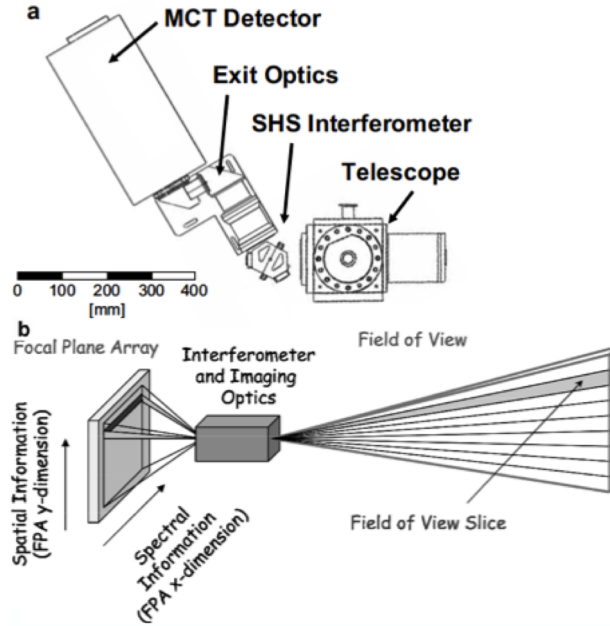 a
MCT Detector
Exit Optics
SHS Interferometer
Telescope
0 100 200 300 400
[mm]
b
Focal Plane Array
Interferometer
and Imaging
Optics
Field of View
Spatial Information
(FPA y-dimension)
Spectral
Information
(FPA x-dimension)
Field of View Slice